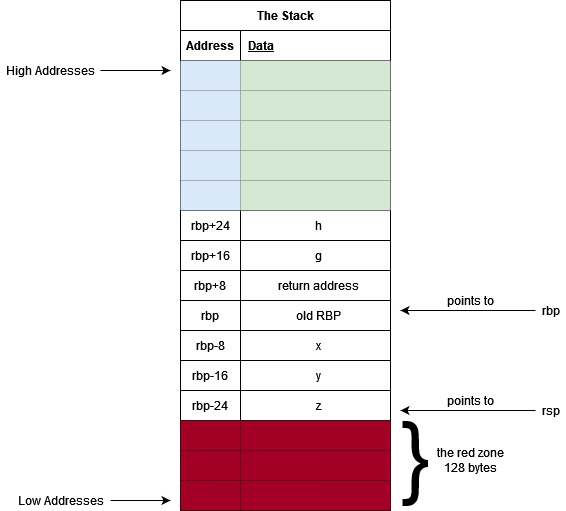 The Stack
Address Data
High Addresses
rbp+24 h
rbp+16 g
rbp+8 return address
points to
rbp old RBP rbp
rbp-8 x
rbp-16 y
points to
rbp-24 z rsp
the red zone
128 bytes
Low Addresses